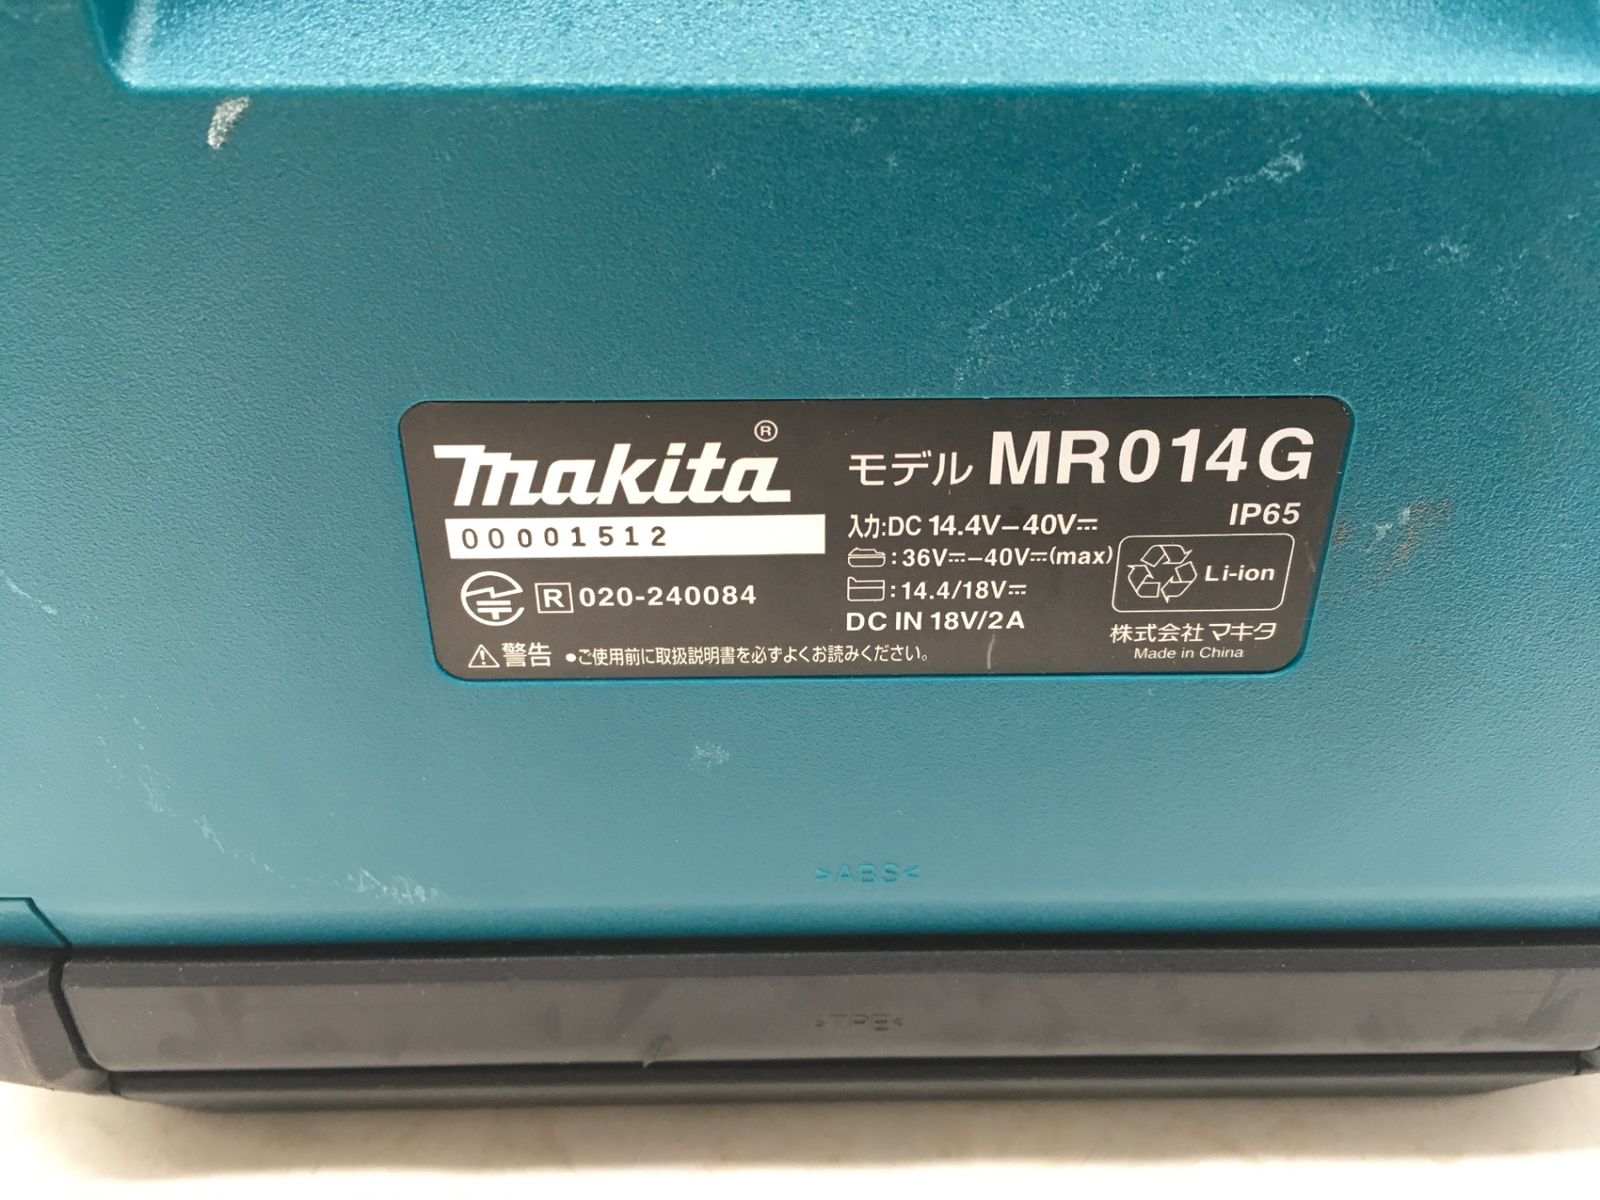 makita®
00001512
R 020-240084
⚠警告 ●ご使用前に取扱説明書を必ずよくお読みください。
モデル MR014G
IP65
入力:DC 14.4V−40V⎓
:36V⎓−40V⎓(max)
:14.4/18V⎓
DC IN 18V/2A
Li-ion
株式会社マキタ
Made in China
>ABS<
>TPE<